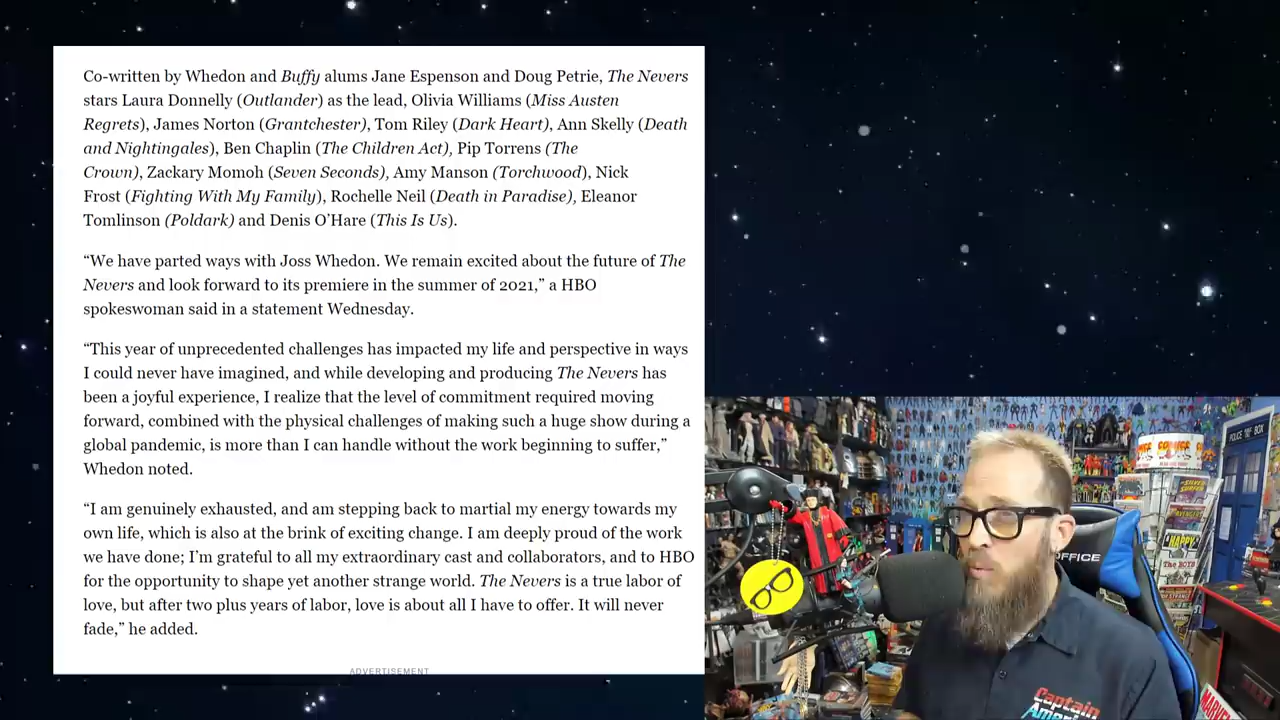 Co-written by Whedon and Buffy alums Jane Espenson and Doug Petrie, The Nevers
stars Laura Donnelly (Outlander) as the lead, Olivia Williams (Miss Austen
Regrets), James Norton (Grantchester), Tom Riley (Dark Heart), Ann Skelly (Death
and Nightingales), Ben Chaplin (The Children Act), Pip Torrens (The
Crown), Zackary Momoh (Seven Seconds), Amy Manson (Torchwood), Nick
Frost (Fighting With My Family), Rochelle Neil (Death in Paradise), Eleanor
Tomlinson (Poldark) and Denis O’Hare (This Is Us).
“We have parted ways with Joss Whedon. We remain excited about the future of The
Nevers and look forward to its premiere in the summer of 2021,” a HBO
spokeswoman said in a statement Wednesday.
“This year of unprecedented challenges has impacted my life and perspective in ways
I could never have imagined, and while developing and producing The Nevers has
been a joyful experience, I realize that the level of commitment required moving
forward, combined with the physical challenges of making such a huge show during a
global pandemic, is more than I can handle without the work beginning to suffer,”
Whedon noted.
“I am genuinely exhausted, and am stepping back to martial my energy towards my
own life, which is also at the brink of exciting change. I am deeply proud of the work
we have done; I’m grateful to all my extraordinary cast and collaborators, and to HBO
for the opportunity to shape yet another strange world. The Nevers is a true labor of
love, but after two plus years of labor, love is about all I have to offer. It will never
fade,” he added.
ADVERTISEMENT
POLICE BOX
COMICS
SILVER SURFER
AVENGERS
HAPPY
The BOYS
OFFICE
Captain
MARVEL